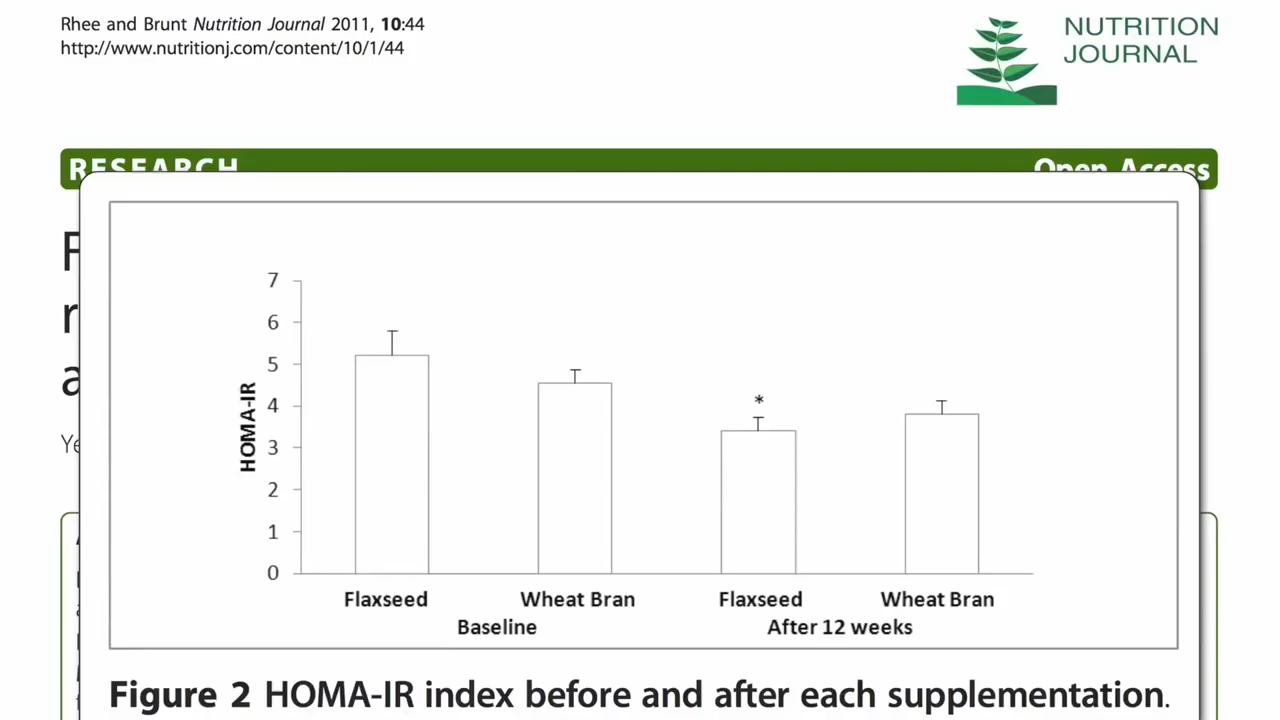 Rhee and Brunt Nutrition Journal 2011, 10:44
http://www.nutritionj.com/content/10/1/44
NUTRITION
JOURNAL
RESEARCH
Open Access
7
6
5
4
3
2
1
0
HOMA-IR
*
Flaxseed
Wheat Bran
Flaxseed
Wheat Bran
Baseline
After 12 weeks
Figure 2 HOMA-IR index before and after each supplementation.